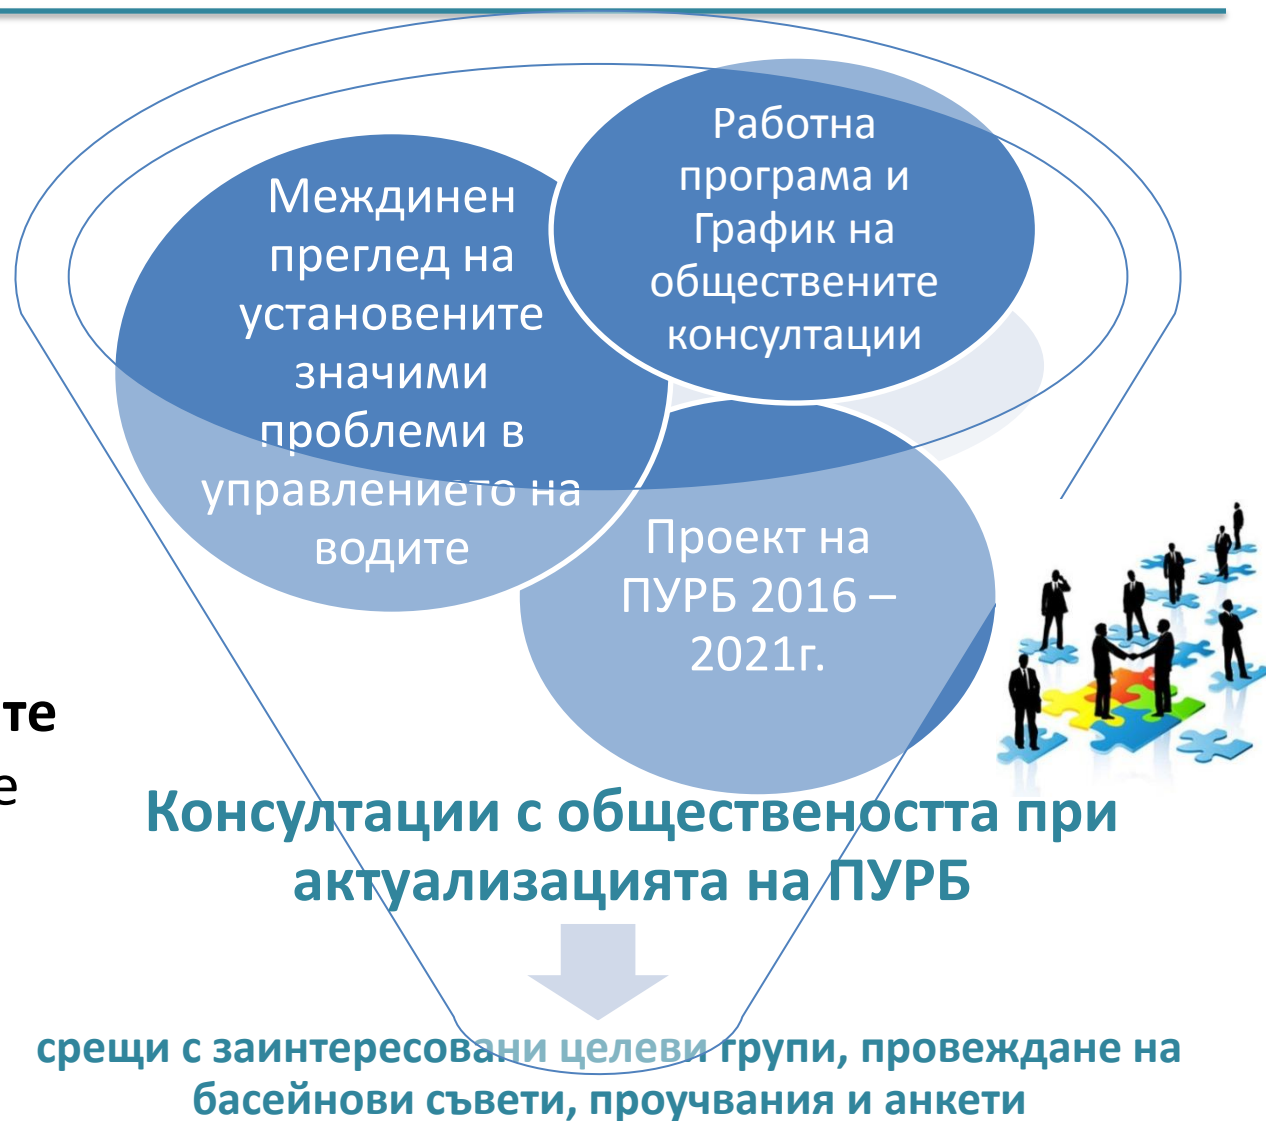 Работна
програма и
График на
обществените
консултации
Междинен
преглед на
установените
значими
проблеми в
управлението на
водите
Проект на
ПУРБ 2016 –
2021г.
те
е
Консултации с обществеността при
актуализацията на ПУРБ
срещи с заинтересовани целеви групи, провеждане на
басейнови съвети, проучвания и анкети